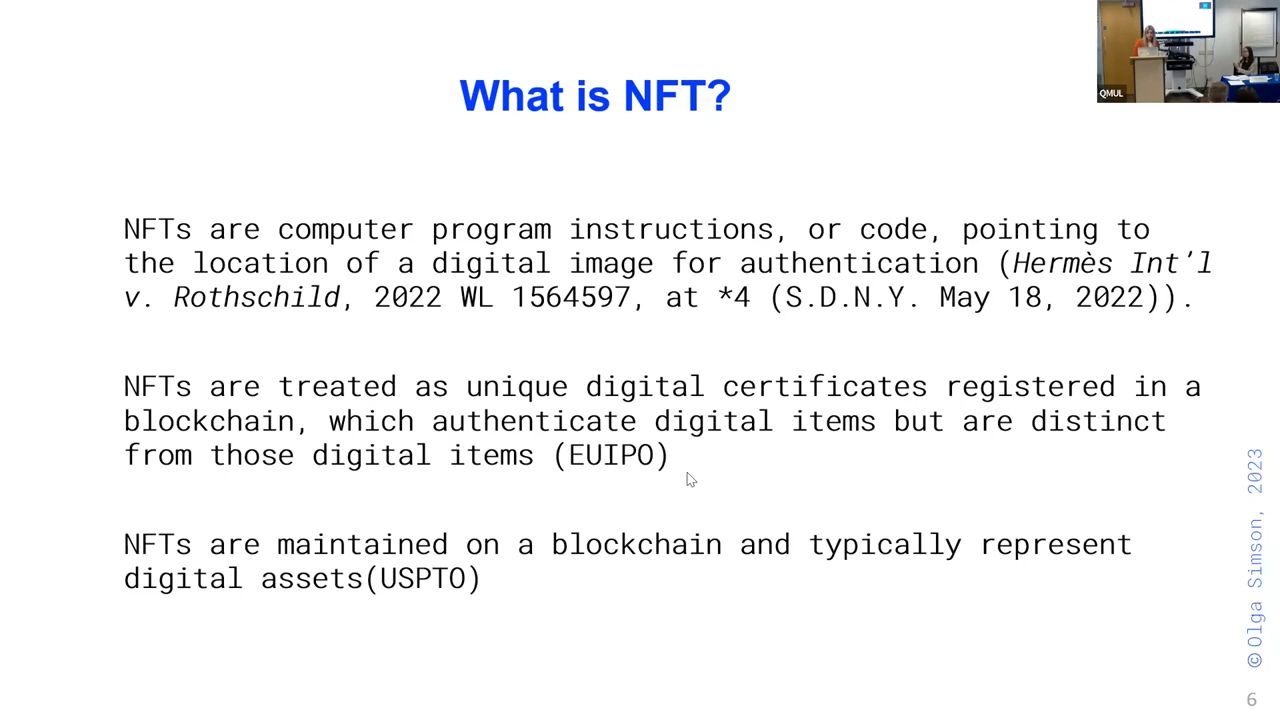 What is NFT?
QMUL
NFTs are computer program instructions, or code, pointing to
the location of a digital image for authentication (Hermès Int'l
v. Rothschild, 2022 WL 1564597, at *4 (S.D.N.Y. May 18, 2022)).
NFTs are treated as unique digital certificates registered in a
blockchain, which authenticate digital items but are distinct
from those digital items (EUIPO)
NFTs are maintained on a blockchain and typically represent
digital assets(USPTO)
© Olga Simson, 2023
6